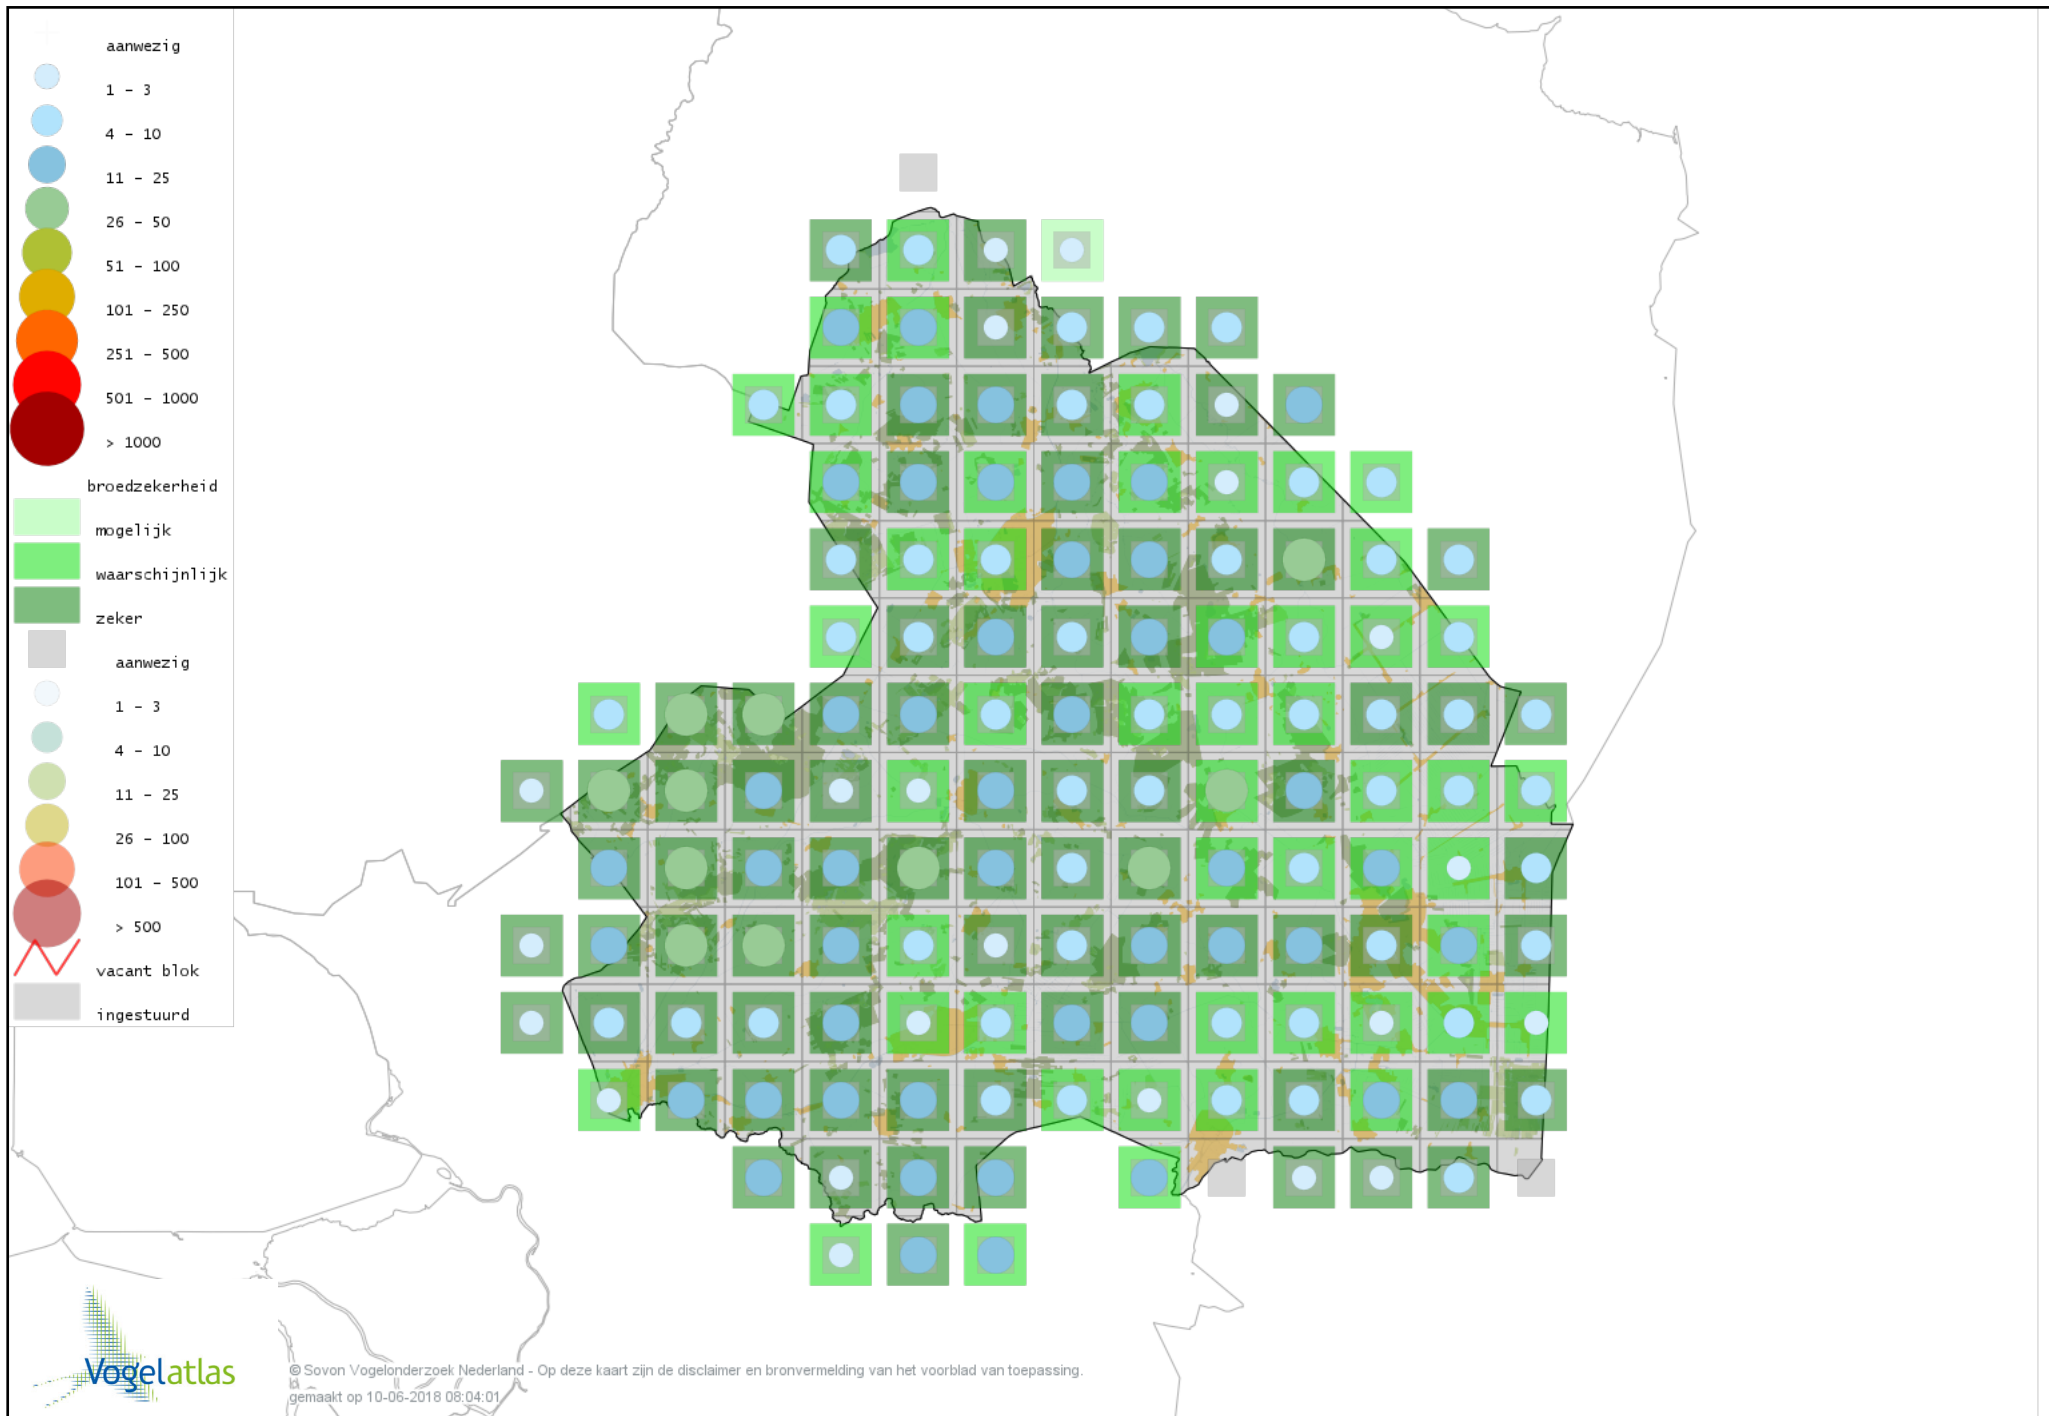 aanwezig
1 - 3
4 - 10
11 - 25
26 - 50
51 - 100
101 - 250
251 - 500
501 - 1000
> 1000
broedzekerheid
mogelijk
waarschijnlijk
zeker
aanwezig
1 - 3
4 - 10
11 - 25
26 - 100
101 - 500
> 500
vacant blok
ingestuurd
Vogelatlas
© Sovon Vogelonderzoek Nederland - Op deze kaart zijn de disclaimer en bronvermelding van het voorblad van toepassing.
gemaakt op 10-06-2018 08:04:01